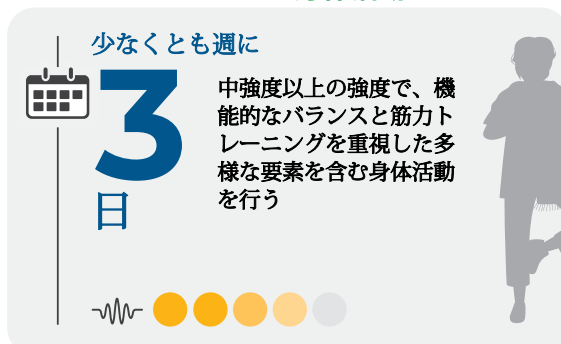 少なくとも週に
3
日
中強度以上の強度で、機
能的なバランスと筋力ト
レーニングを重視した多
様な要素を含む身体活動
を行う